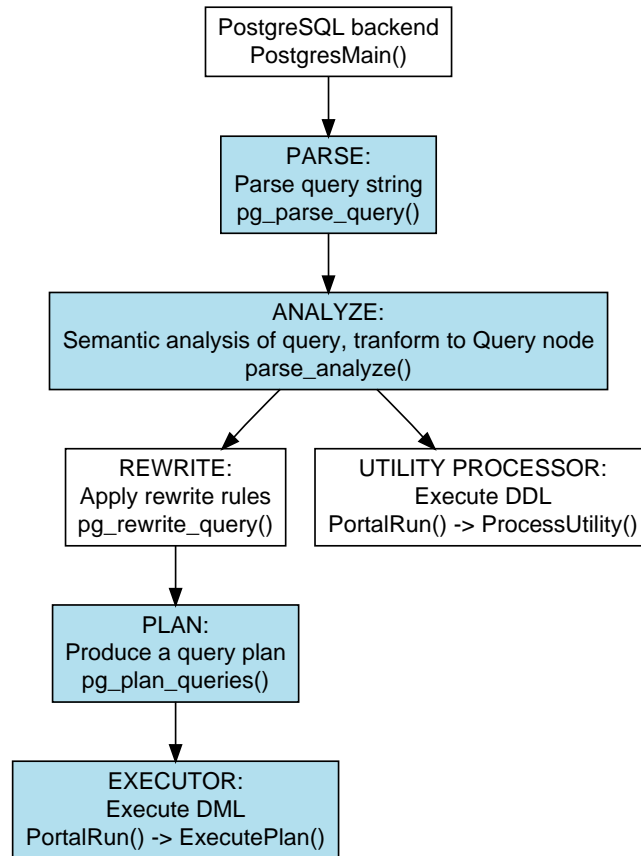 PostgreSQL backend
PostgresMain()
PARSE:
Parse query string
pg_parse_query()
ANALYZE:
Semantic analysis of query, tranform to Query node
parse_analyze()
REWRITE:
Apply rewrite rules
pg_rewrite_query()
UTILITY PROCESSOR:
Execute DDL
PortalRun() -> ProcessUtility()
PLAN:
Produce a query plan
pg_plan_queries()
EXECUTOR:
Execute DML
PortalRun() -> ExecutePlan()